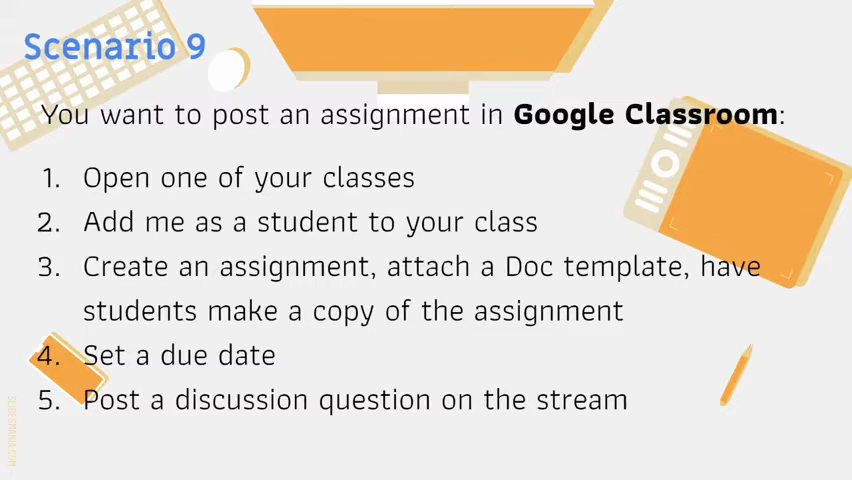 Scenario 9
You want to post an assignment in Google Classroom:
1. Open one of your classes
2. Add me as a student to your class
3. Create an assignment, attach a Doc template, have
students make a copy of the assignment
4. Set a due date
5. Post a discussion question on the stream
SLIDESMANIA.COM